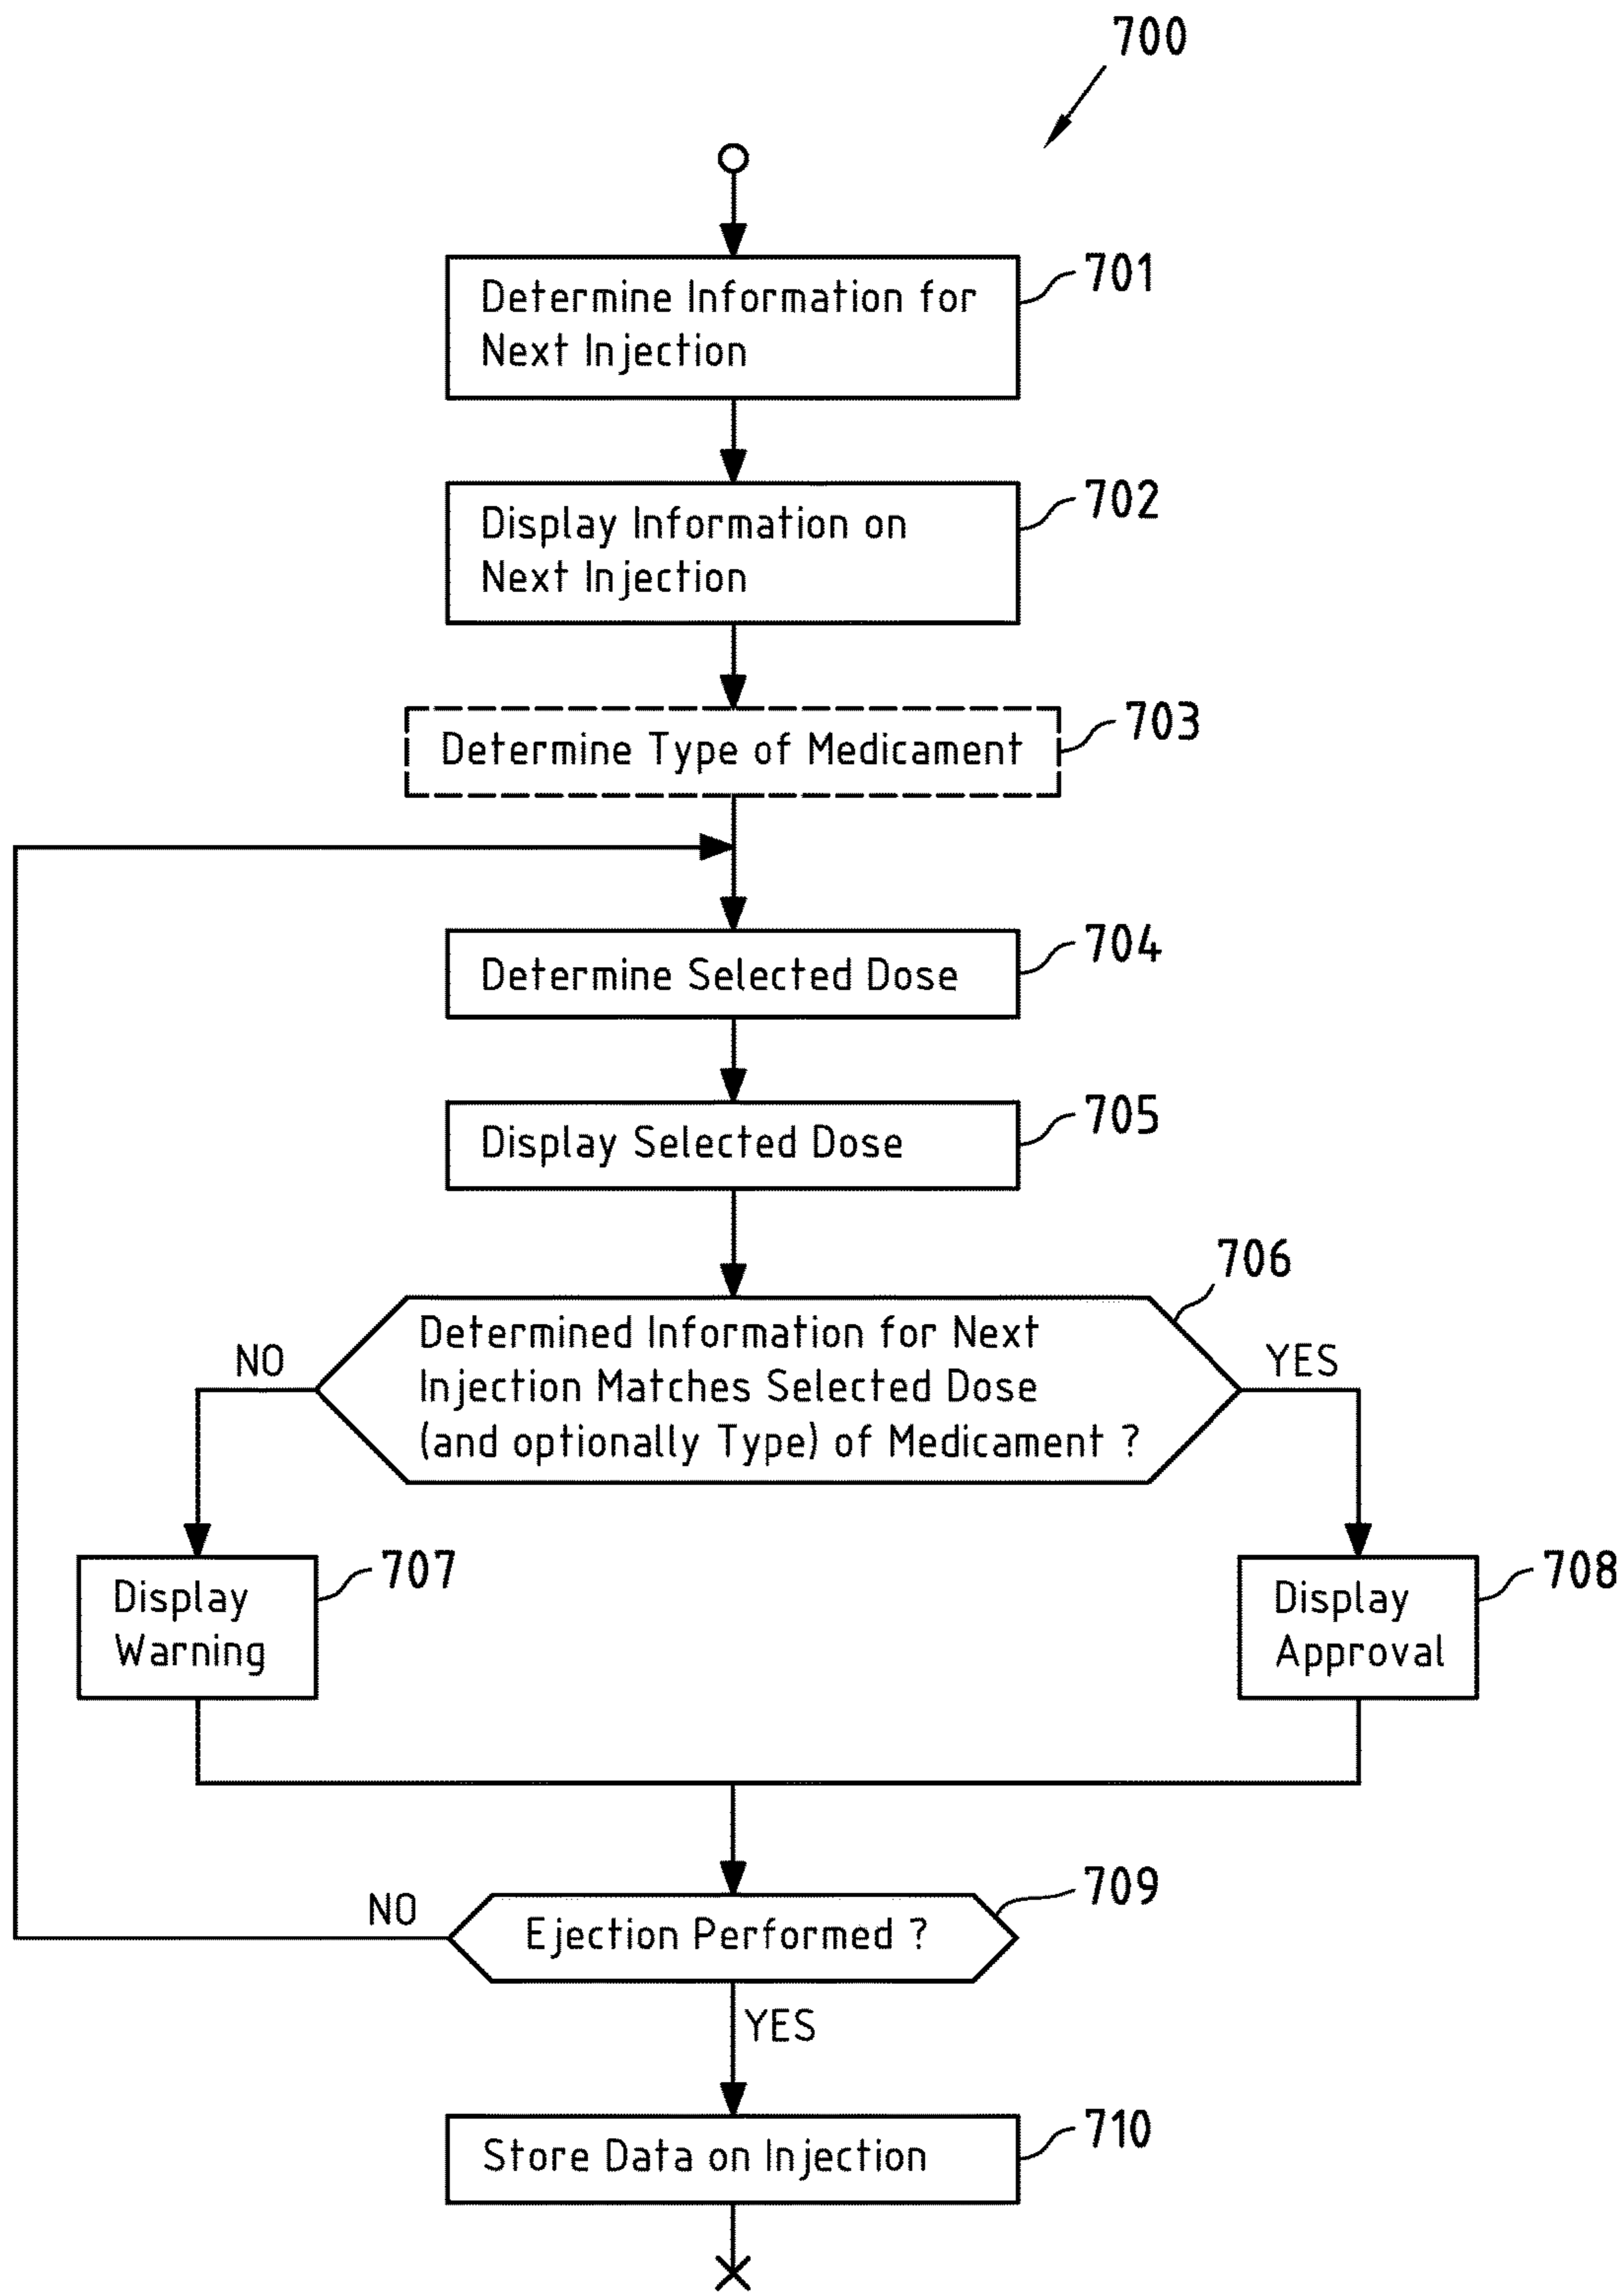 700
701
Determine Information for
Next Injection
702
Display Information on
Next Injection
703
Determine Type of Medicament
704
Determine Selected Dose
705
Display Selected Dose
706
Determined Information for Next
Injection Matches Selected Dose
(and optionally Type) of Medicament ?
NO
YES
707
Display
Warning
708
Display
Approval
709
NO
Ejection Performed ?
YES
710
Store Data on Injection